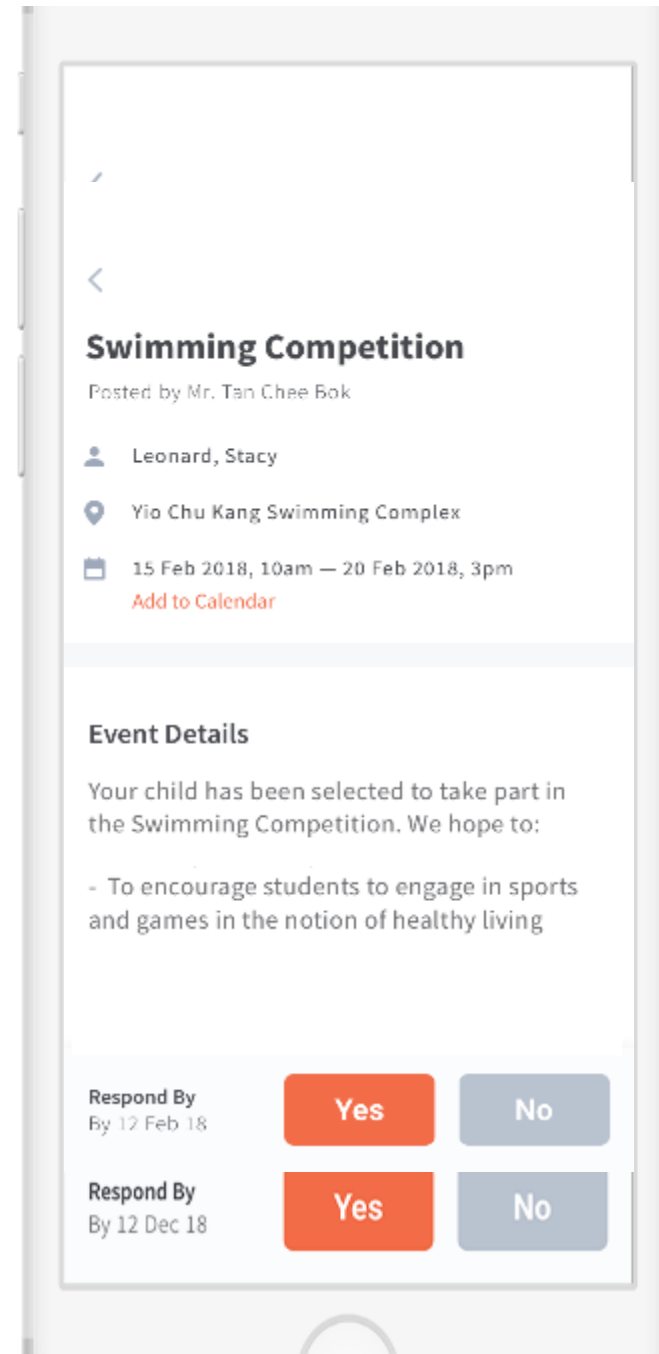 Swimming Competition
Posted by Mr. Tan Chee Bok
Leonard, Stacy
Yio Chu Kang Swimming Complex
15 Feb 2018, 10am — 20 Feb 2018, 3pm
Add to Calendar
Event Details
Your child has been selected to take part in
the Swimming Competition. We hope to:
- To encourage students to engage in sports
and games in the notion of healthy living
Respond By
By 12 Feb 18
Yes
No
Respond By
By 12 Dec 18
Yes
No